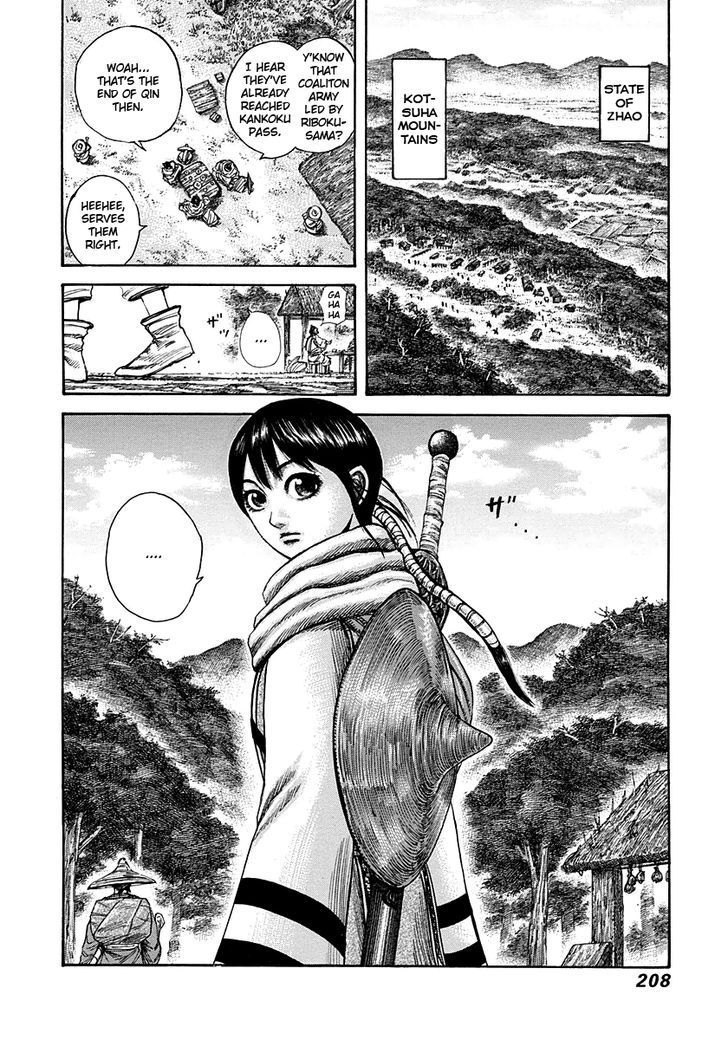 STATE
OF
ZHAO
KOT-
SUHA
MOUN-
TAINS
Y'KNOW
THAT
COALITON
ARMY
LED BY
RIBOKU-
SAMA?
I HEAR
THEY'VE
ALREADY
REACHED
KANKOKU
PASS.
WOAH...
THAT'S THE
END OF QIN
THEN.
HEEHEE,
SERVES
THEM
RIGHT.
GA
HA
HA
...
ザッ
....
ザ...
208